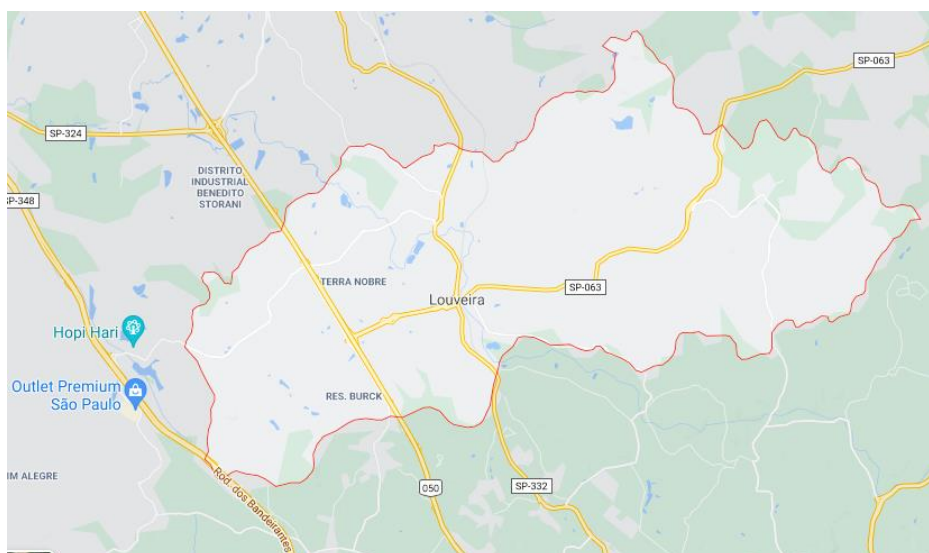 SP-063
SP-324
DISTRITO
INDUSTRIAL
BENEDITO
STORANI
SP-348
TERRA NOBRE
SP-063
Louveira
Hopi Hari
Outlet Premium
São Paulo
RES. BURCK
IM ALEGRE
Rod. dos Bandeirantes
050
SP-332